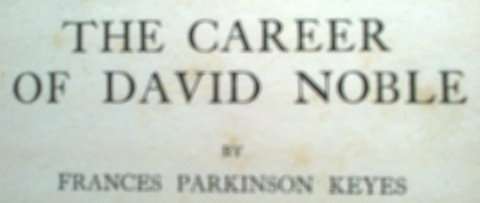 THE CAREER
OF DAVID NOBLE
BY
FRANCES PARKINSON KEYES